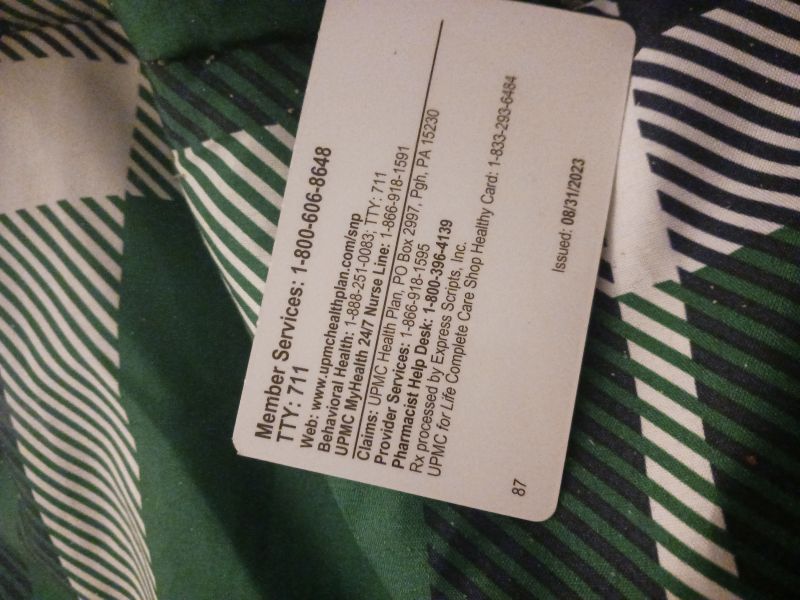 Member Services: 1-800-606-8648
TTY: 711
Web: www.upmchealthplan.com/snp
Behavioral Health: 1-888-251-0083; TTY: 711
UPMC MyHealth 24/7 Nurse Line: 1-866-918-1591
Claims: UPMC Health Plan, PO Box 2997, Pgh, PA 15230
Provider Services: 1-866-918-1595
Pharmacist Help Desk: 1-800-396-4139
Rx processed by Express Scripts, Inc.
UPMC for Life Complete Care Shop Healthy Card: 1-833-293-6484
87
Issued: 08/31/2023